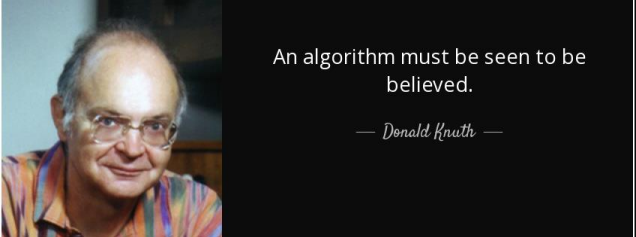 An algorithm must be seen to be
believed.
— Donald Knuth —